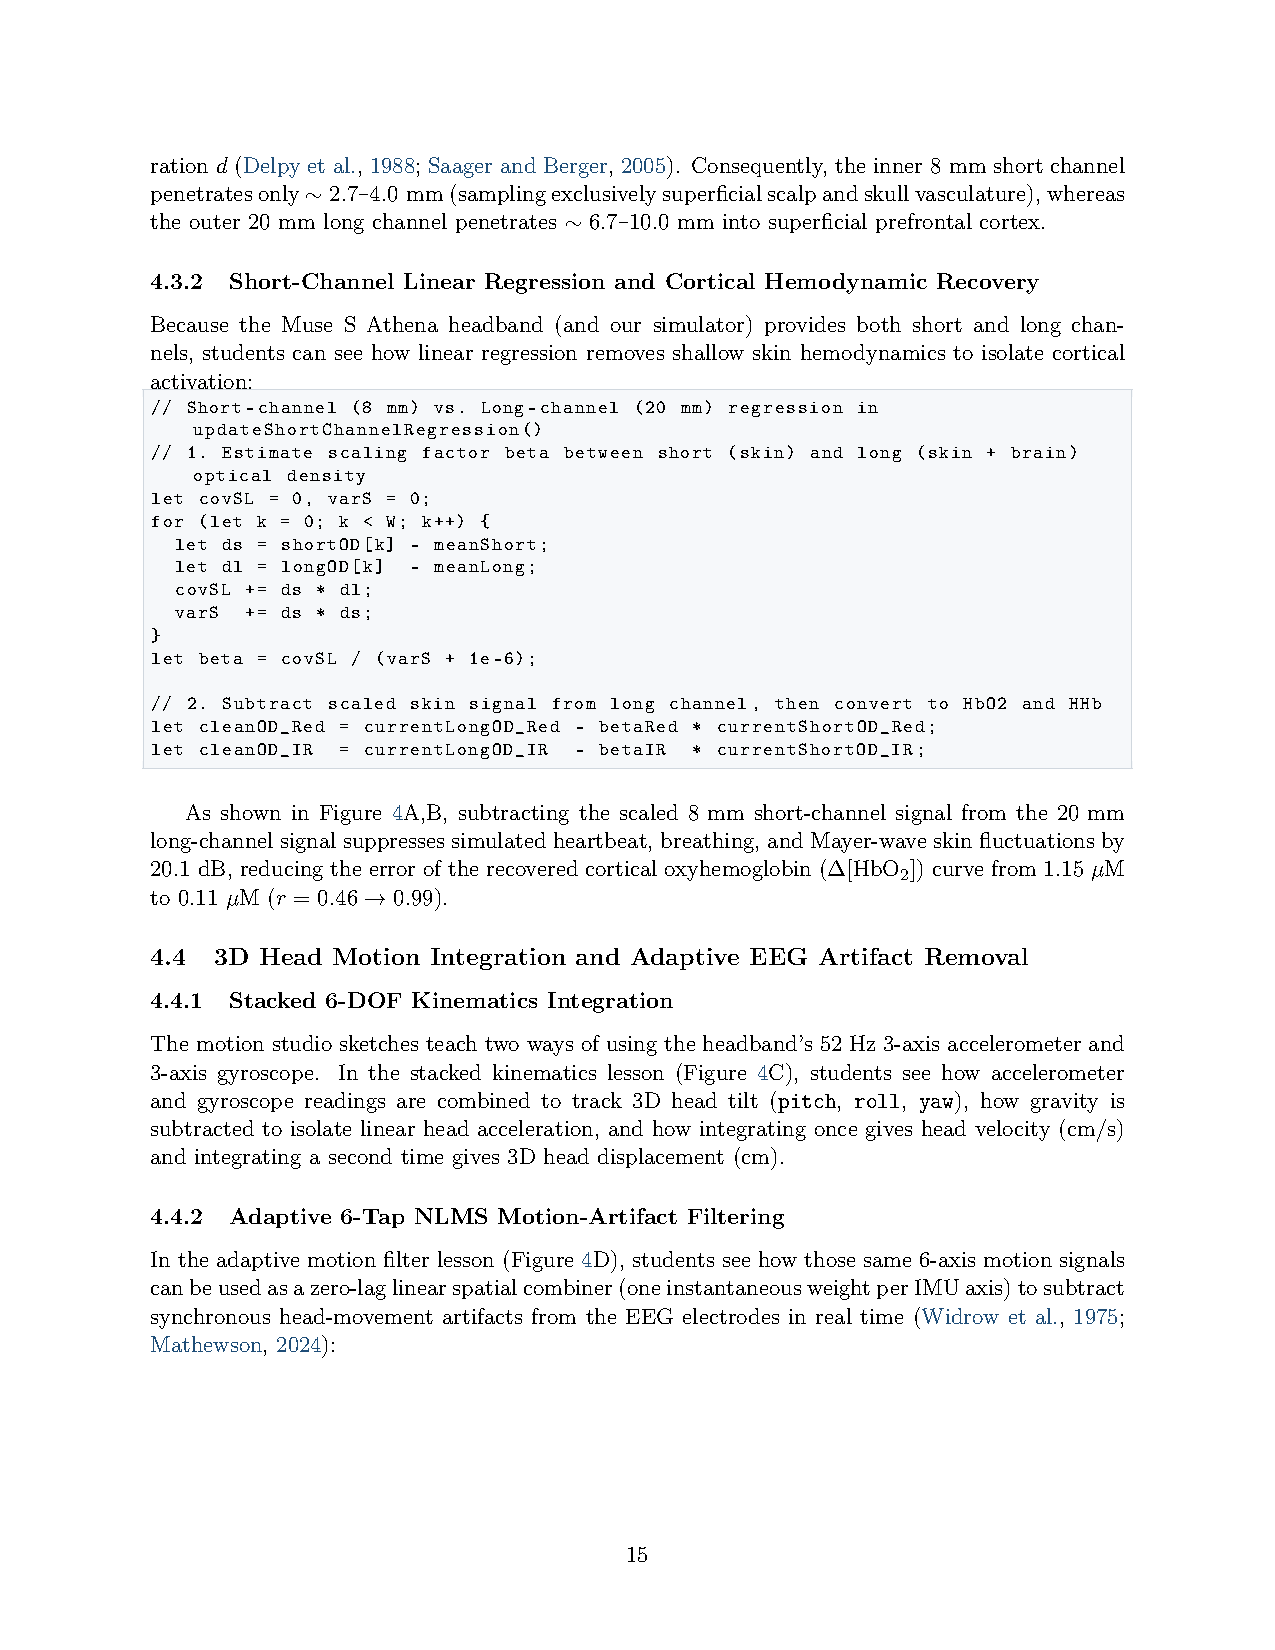 ration d (Delpy et al., 1988; Saager and Berger, 2005). Consequently, the inner 8 mm short channel
penetrates only ∼ 2.7–4.0 mm (sampling exclusively superficial scalp and skull vasculature), whereas
the outer 20 mm long channel penetrates ∼ 6.7–10.0 mm into superficial prefrontal cortex.
4.3.2 Short-Channel Linear Regression and Cortical Hemodynamic Recovery
Because the Muse S Athena headband (and our simulator) provides both short and long chan-
nels, students can see how linear regression removes shallow skin hemodynamics to isolate cortical
activation:
// Short-channel (8 mm) vs. Long-channel (20 mm) regression in
updateShortChannelRegression()
// 1. Estimate scaling factor beta between short (skin) and long (skin + brain)
optical density
let covSL = 0, varS = 0;
for (let k = 0; k < W; k++) {
let ds = shortOD[k] - meanShort;
let dl = longOD[k]  - meanLong;
covSL += ds * dl;
varS  += ds * ds;
}
let beta = covSL / (varS + 1e-6);
// 2. Subtract scaled skin signal from long channel, then convert to HbO2 and HHb
let cleanOD_Red = currentLongOD_Red - betaRed * currentShortOD_Red;
let cleanOD_IR  = currentLongOD_IR  - betaIR  * currentShortOD_IR;
As shown in Figure 4A,B, subtracting the scaled 8 mm short-channel signal from the 20 mm
long-channel signal suppresses simulated heartbeat, breathing, and Mayer-wave skin fluctuations by
20.1 dB, reducing the error of the recovered cortical oxyhemoglobin (Δ[HbO₂]) curve from 1.15 μM
to 0.11 μM (r = 0.46 → 0.99).
4.4 3D Head Motion Integration and Adaptive EEG Artifact Removal
4.4.1 Stacked 6-DOF Kinematics Integration
The motion studio sketches teach two ways of using the headband's 52 Hz 3-axis accelerometer and
3-axis gyroscope. In the stacked kinematics lesson (Figure 4C), students see how accelerometer
and gyroscope readings are combined to track 3D head tilt (pitch, roll, yaw), how gravity is
subtracted to isolate linear head acceleration, and how integrating once gives head velocity (cm/s)
and integrating a second time gives 3D head displacement (cm).
4.4.2 Adaptive 6-Tap NLMS Motion-Artifact Filtering
In the adaptive motion filter lesson (Figure 4D), students see how those same 6-axis motion signals
can be used as a zero-lag linear spatial combiner (one instantaneous weight per IMU axis) to subtract
synchronous head-movement artifacts from the EEG electrodes in real time (Widrow et al., 1975;
Mathewson, 2024):
15